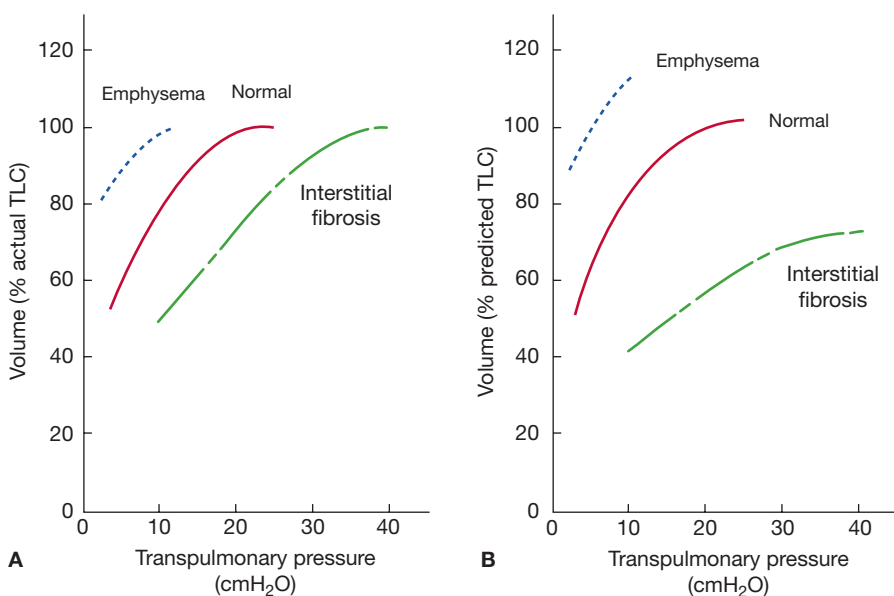 120
100
80
60
40
20
0
Volume (% actual TLC)
Emphysema
Normal
Interstitial
fibrosis
0
10
20
30
40
Transpulmonary pressure
(cmH₂O)
A
120
100
80
60
40
20
0
Volume (% predicted TLC)
Emphysema
Normal
Interstitial
fibrosis
0
10
20
30
40
Transpulmonary pressure
(cmH₂O)
B